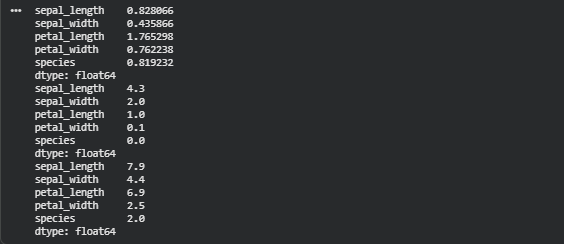 sepal_length    0.828066
sepal_width     0.435866
petal_length    1.765298
petal_width     0.762238
species         0.819232
dtype: float64
sepal_length    4.3
sepal_width     2.0
petal_length    1.0
petal_width     0.1
species         0.0
dtype: float64
sepal_length    7.9
sepal_width     4.4
petal_length    6.9
petal_width     2.5
species         2.0
dtype: float64